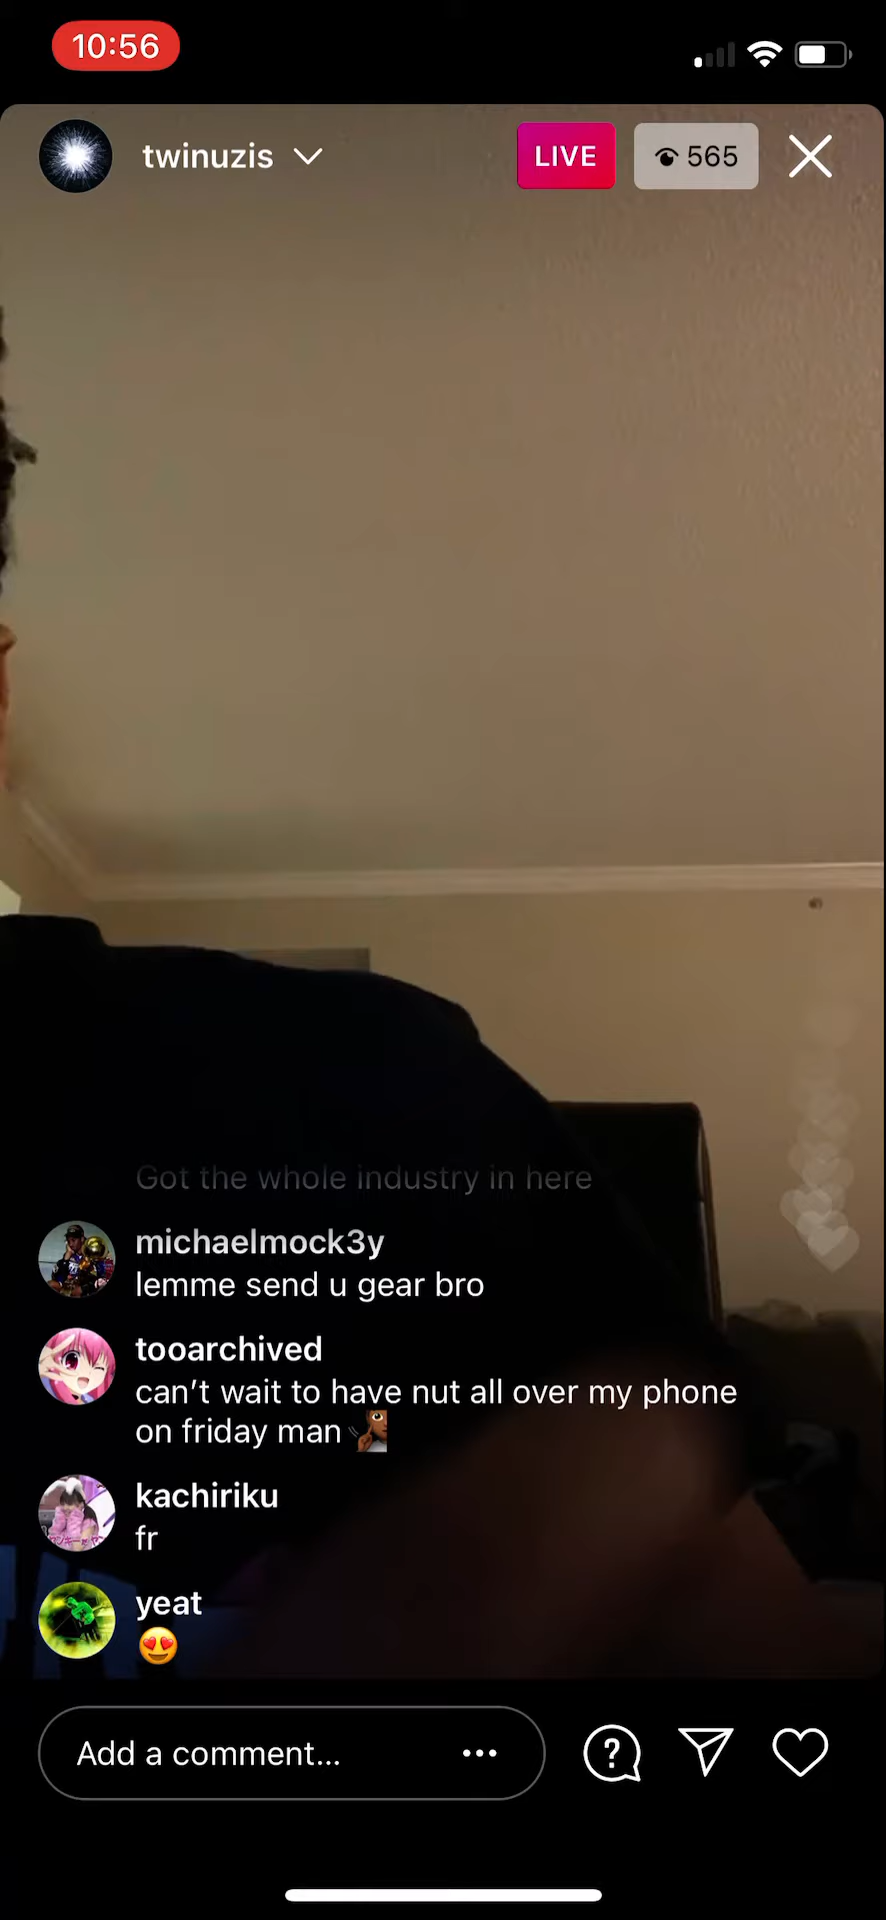 10:56
twinuzis
LIVE
565
Got the whole industry in here
michaelmock3y
lemme send u gear bro
tooarchived
can’t wait to have nut all over my phone
on friday man 🧏🏾
kachiriku
fr
yeat
😍
Add a comment...